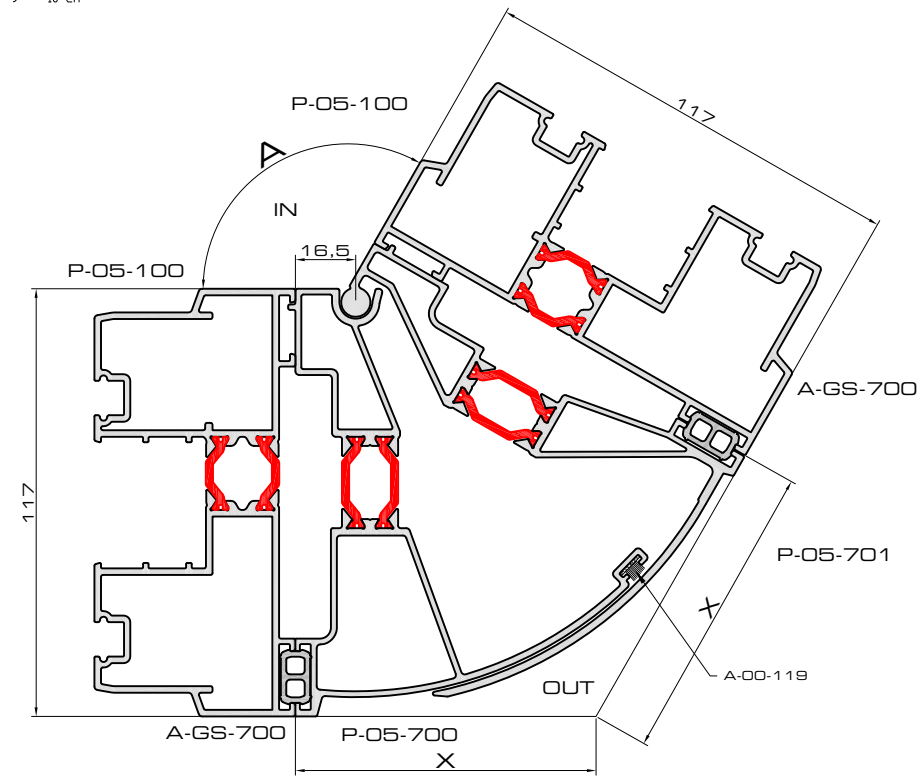 P-05-100
117
A
IN
16,5
P-05-100
A-GS-700
117
P-05-701
X
A-00-119
OUT
A-GS-700
P-05-700
X